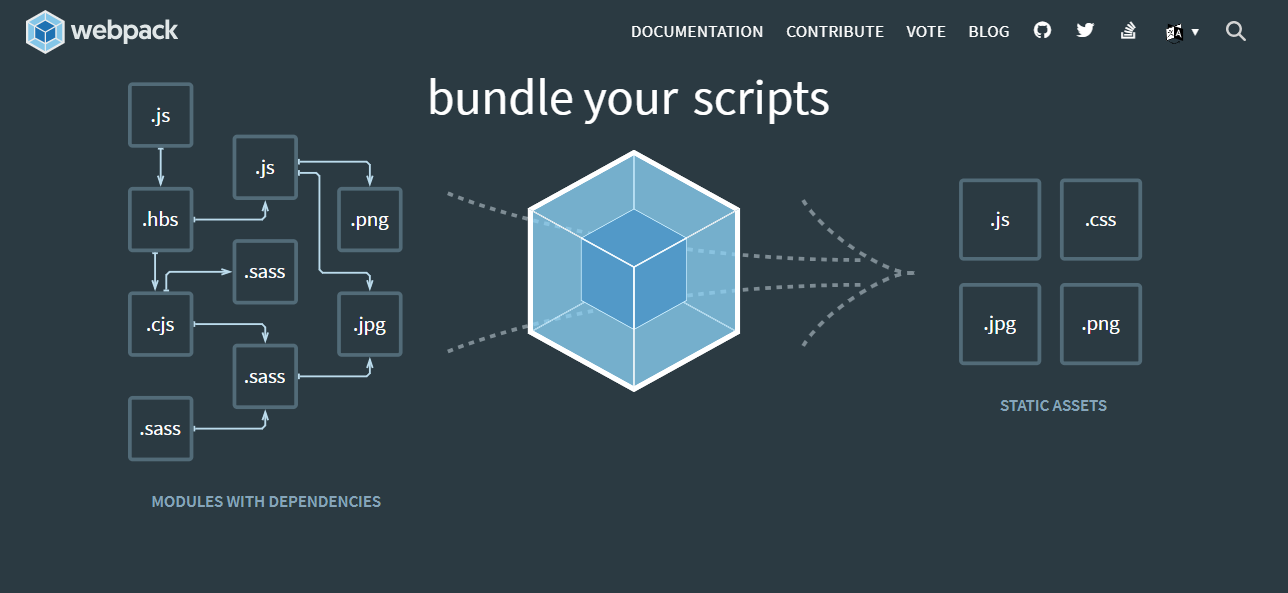 webpack
DOCUMENTATION CONTRIBUTE VOTE BLOG
bundle your scripts
.js
.js
.hbs
.png
.sass
.cjs
.jpg
.sass
.sass
MODULES WITH DEPENDENCIES
.js .css
.jpg .png
STATIC ASSETS